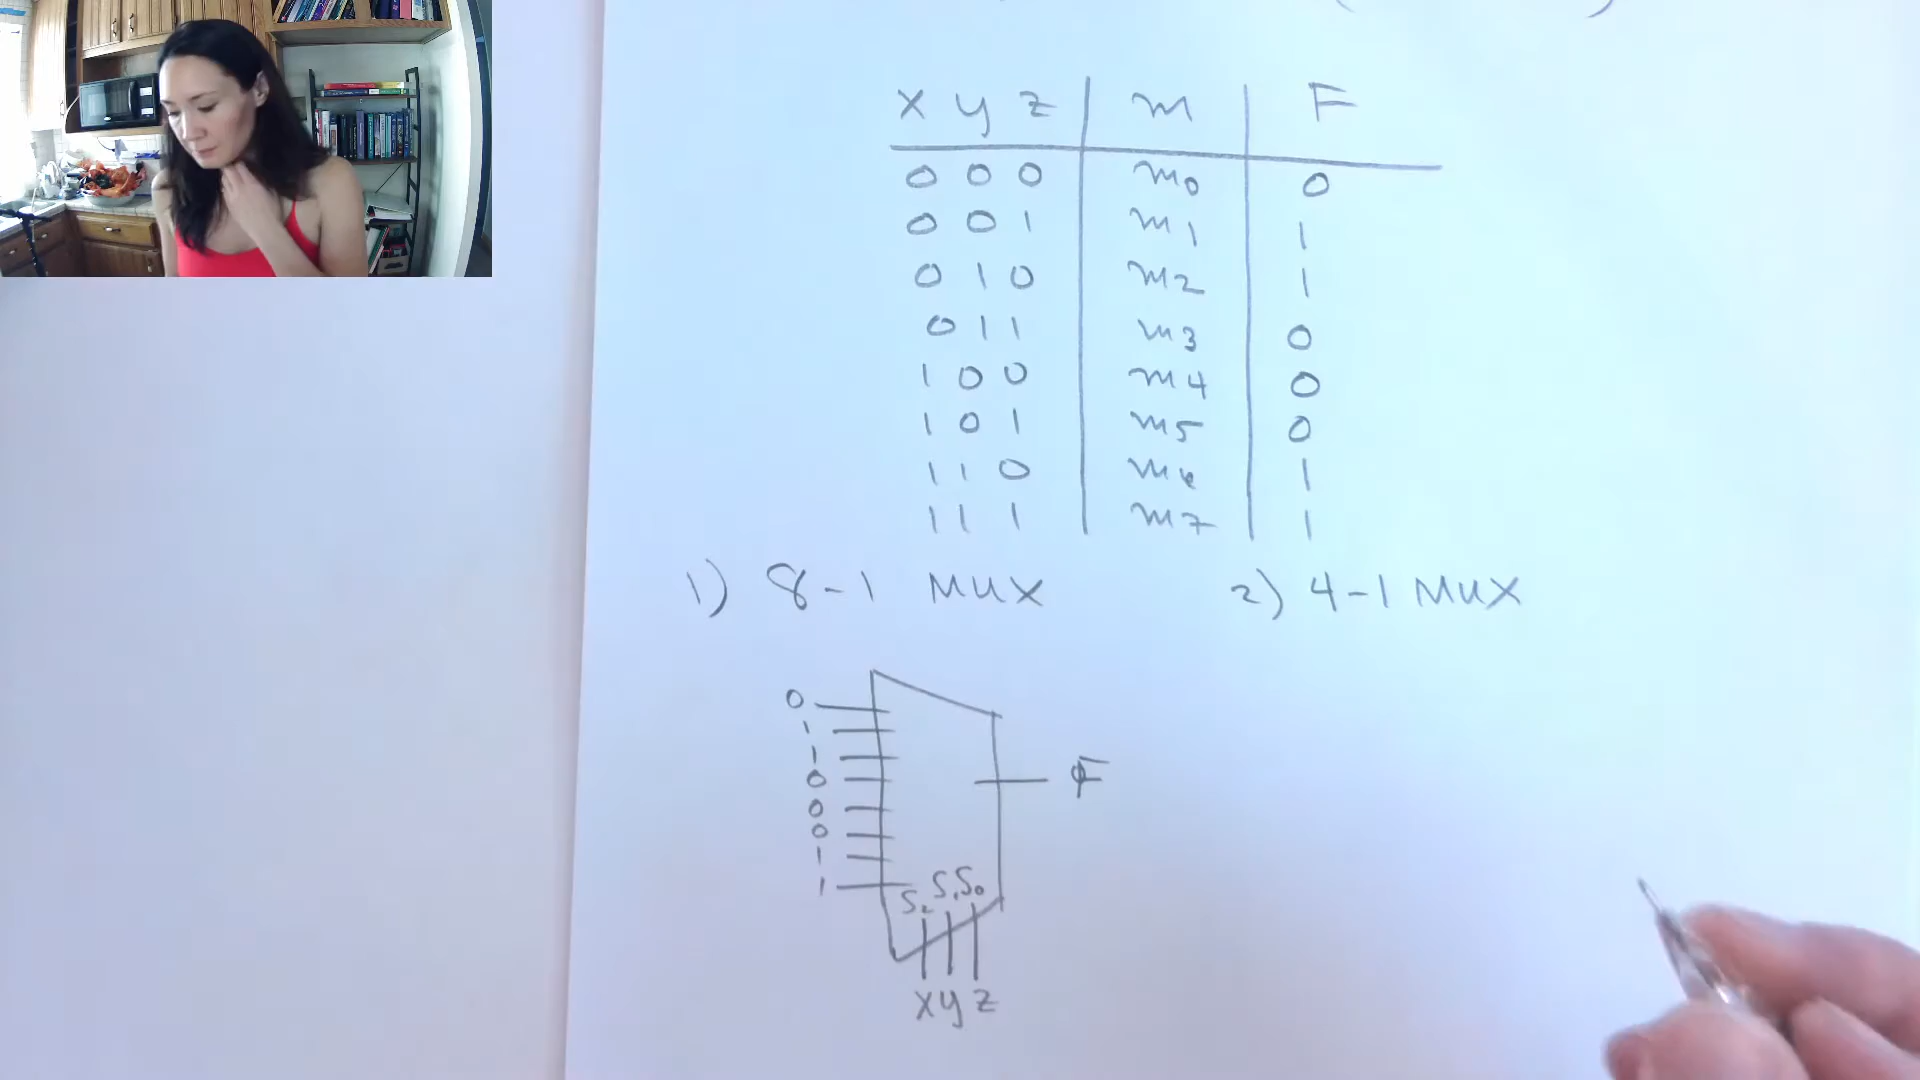 x y z m F
0 0 0 m0 0
0 0 1 m1 1
0 1 0 m2 1
0 1 1 m3 0
1 0 0 m4 0
1 0 1 m5 0
1 1 0 m6 1
1 1 1 m7 1
1) 8-1 MUX
2) 4-1 MUX
0
1
1
0
F
0
0
1
1
S2 S1 S0
x y z